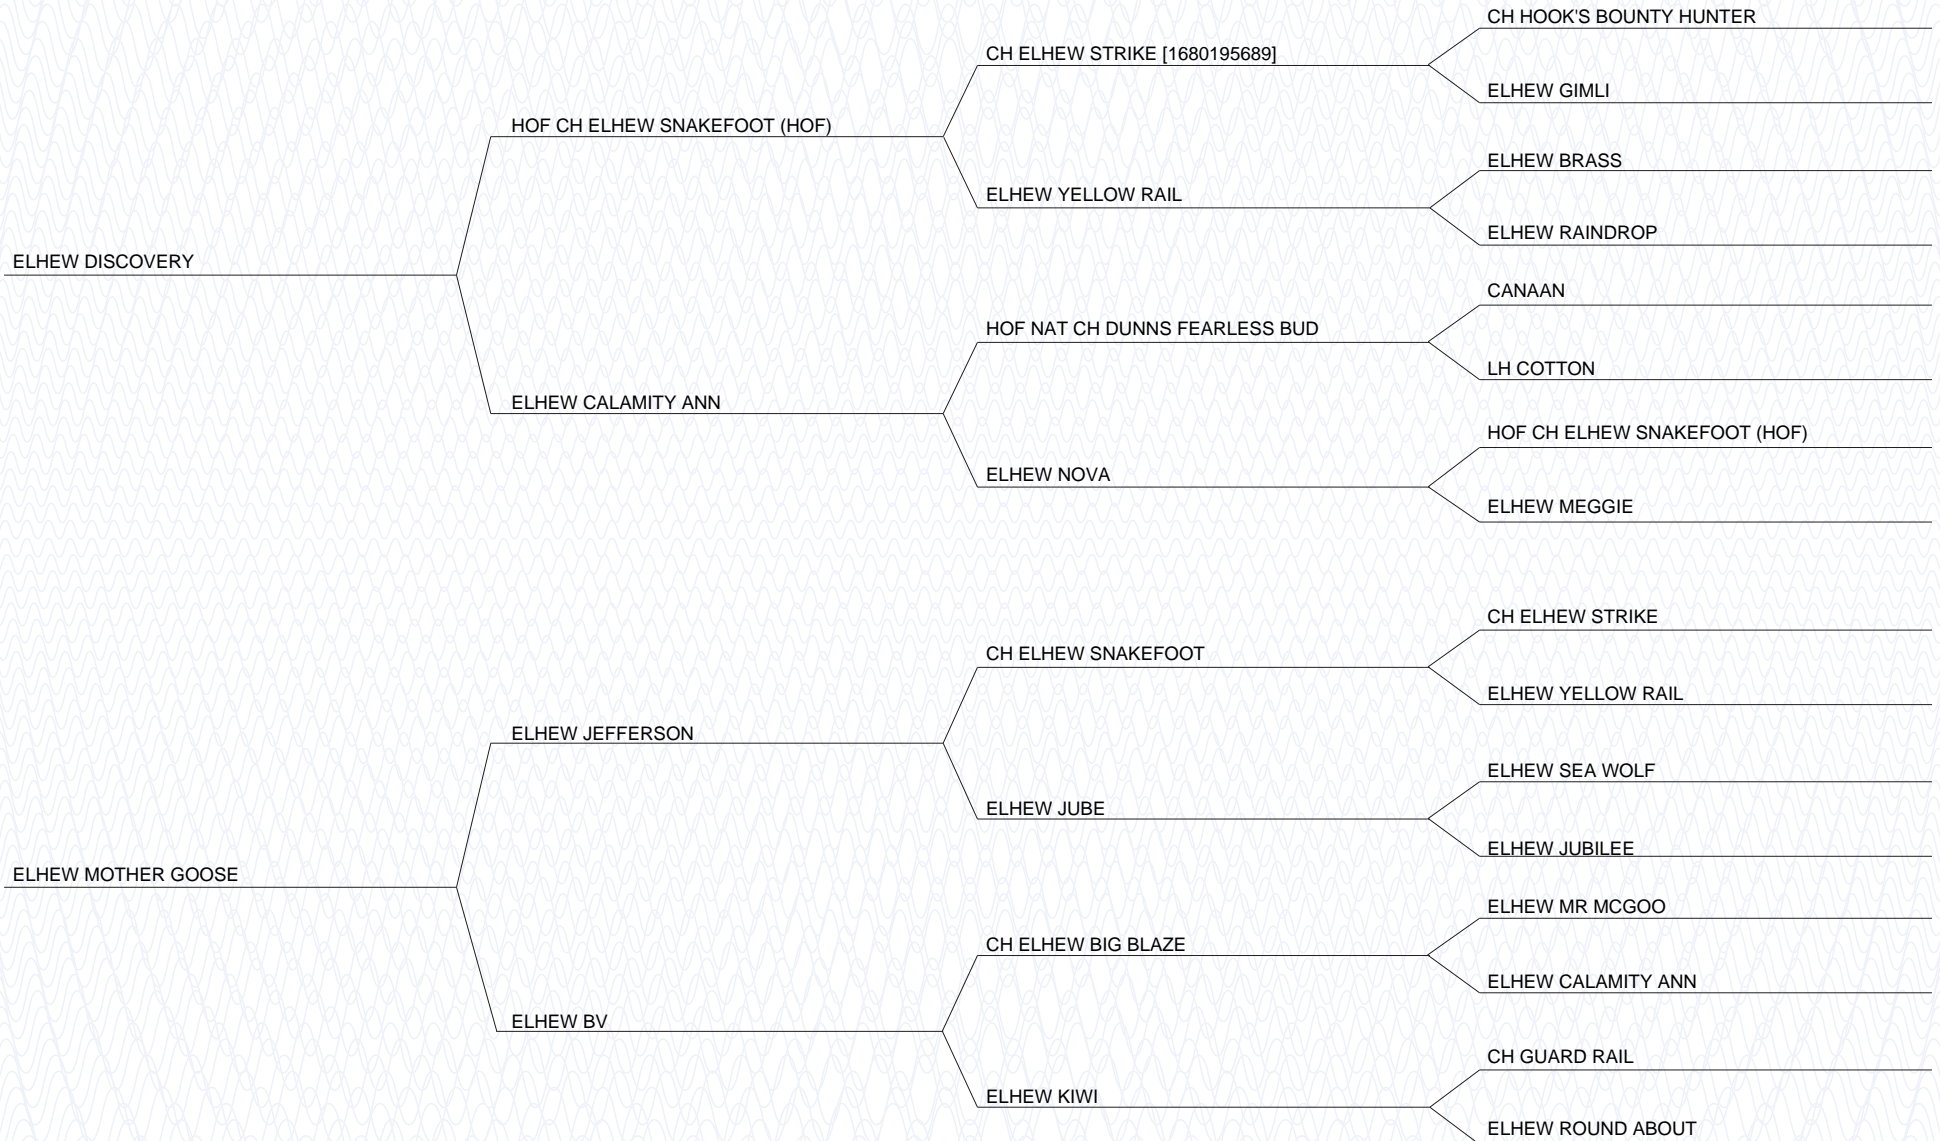 CH HOOK'S BOUNTY HUNTER
CH ELHEW STRIKE [1680195689]
ELHEW GIMLI
HOF CH ELHEW SNAKEFOOT (HOF)
ELHEW BRASS
ELHEW YELLOW RAIL
ELHEW RAINDROP
ELHEW DISCOVERY
CANAAN
HOF NAT CH DUNNS FEARLESS BUD
LH COTTON
ELHEW CALAMITY ANN
HOF CH ELHEW SNAKEFOOT (HOF)
ELHEW NOVA
ELHEW MEGGIE
CH ELHEW STRIKE
CH ELHEW SNAKEFOOT
ELHEW YELLOW RAIL
ELHEW JEFFERSON
ELHEW SEA WOLF
ELHEW JUBE
ELHEW JUBILEE
ELHEW MOTHER GOOSE
ELHEW MR MCGOO
CH ELHEW BIG BLAZE
ELHEW CALAMITY ANN
ELHEW BV
CH GUARD RAIL
ELHEW KIWI
ELHEW ROUND ABOUT